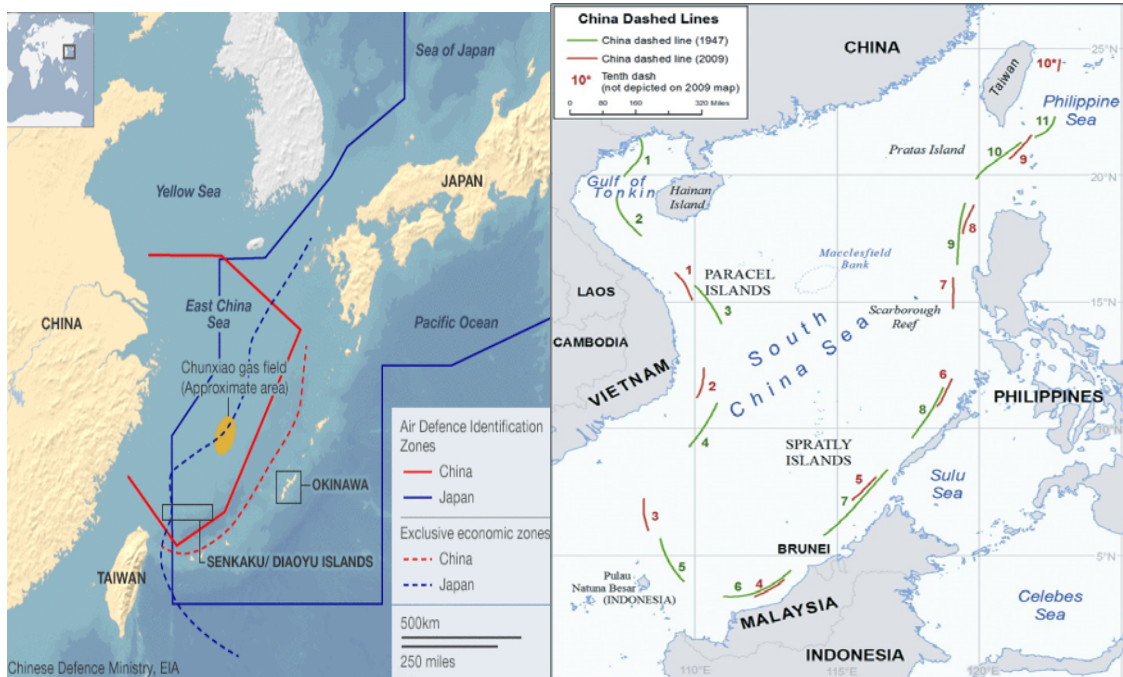 Sea of Japan
Yellow Sea
JAPAN
East China
Sea
CHINA
Pacific Ocean
Chunxiao gas field
(Approximate area)
OKINAWA
SENKAKU/ DIAOYU ISLANDS
TAIWAN
Air Defence Identification
Zones
China
Japan
Exclusive economic zones
China
Japan
500km
250 miles
Chinese Defence Ministry, EIA
China Dashed Lines
China dashed line (1947)
China dashed line (2009)
10* Tenth dash
(not depicted on 2009 map)
0 80 160 320 Miles
CHINA
25°N
Taiwan
10*
Philippine
Sea
11
10
9
Pratas Island
1
Gulf of
Tonkin
Hainan
Island
20°N
2
8
9
Macclesfield
Bank
1
PARACEL
ISLANDS
7
LAOS
3
Scarborough
Reef
15°N
South
China Sea
CAMBODIA
VIETNAM
2
6
PHILIPPINES
8
4
10°N
SPRATLY
ISLANDS
Sulu
Sea
5
7
3
BRUNEI
5
5°N
Pulau
Natuna Besar
(INDONESIA)
6
4
MALAYSIA
Celebes
Sea
INDONESIA
110°E
115°E
120°E